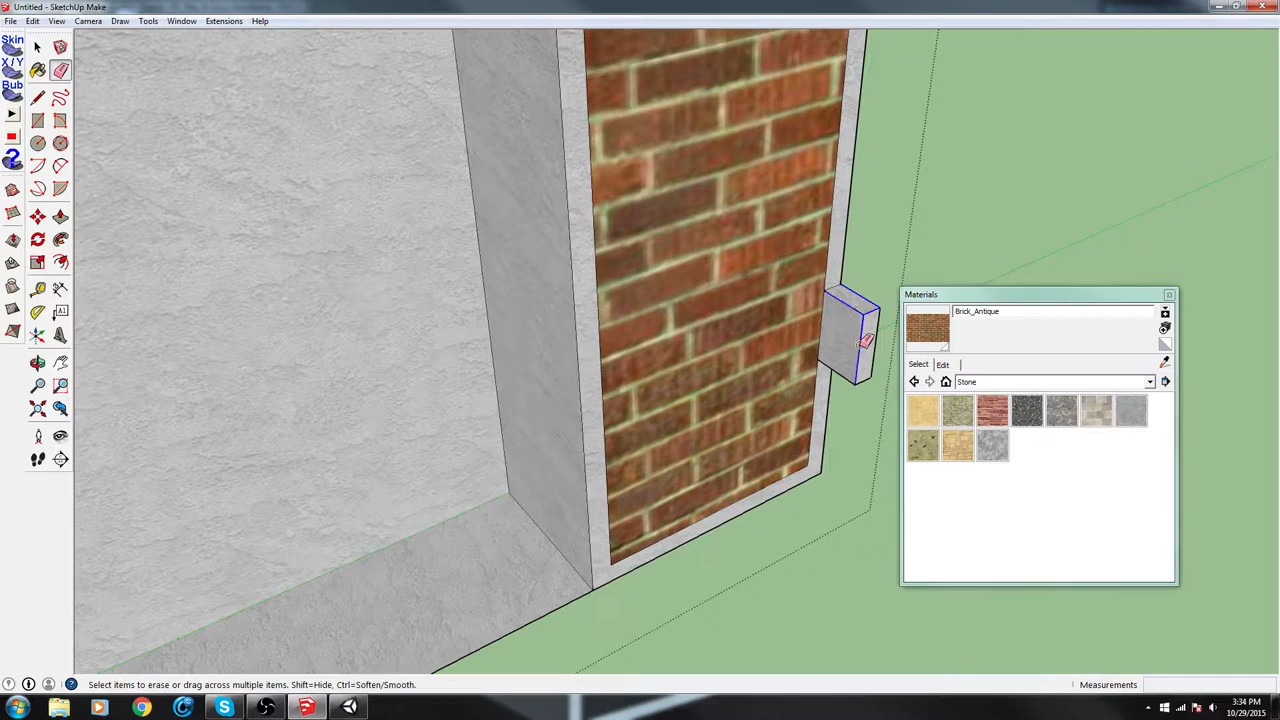 Untitled - SketchUp Make
File Edit View Camera Draw Tools Window Extensions Help
Skin
X / Y
Bub
Materials
Brick_Antique
Select Edit
Stone
Select items to erase or drag across multiple items. Shift=Hide, Ctrl=Soften/Smooth.
Measurements
3:34 PM
10/29/2015